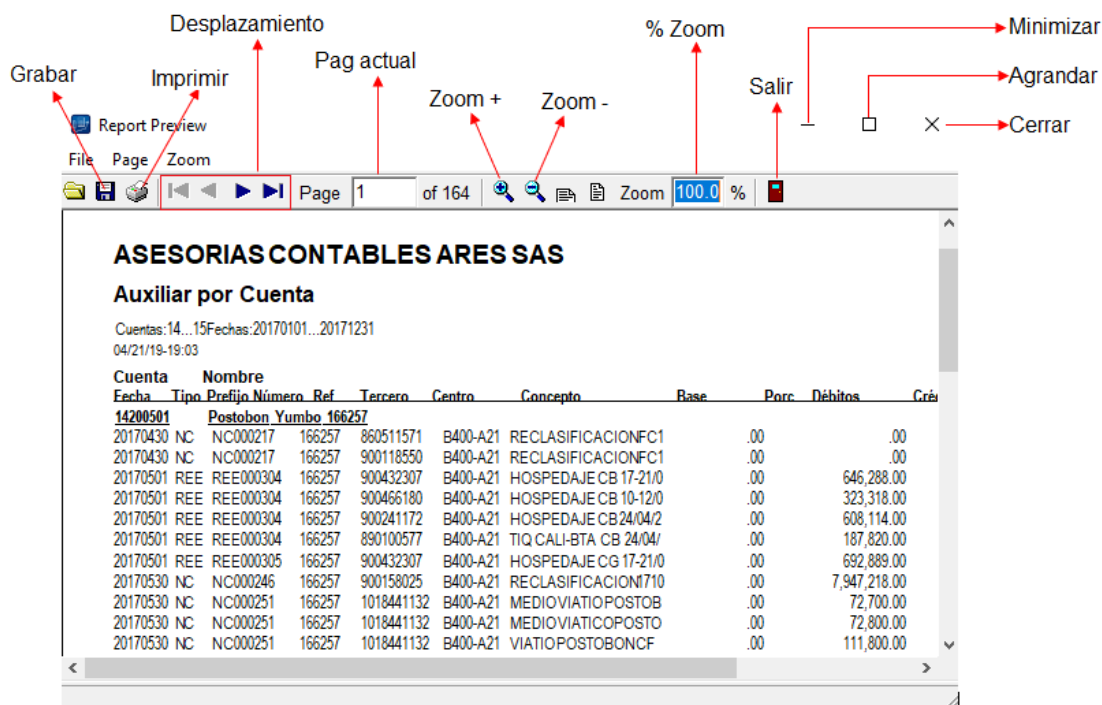 Desplazamiento
% Zoom
Minimizar
Pag actual
Grabar
Imprimir
Agrandar
Salir
Zoom +
Zoom -
Report Preview
Cerrar
File Page Zoom
Page 1 of 164 Zoom 100.0 %
ASESORIAS CONTABLES ARES SAS
Auxiliar por Cuenta
Cuentas:14...15Fechas:20170101...20171231
04/21/19-19:03
Cuenta Nombre
Fecha Tipo Prefijo Número Ref Tercero Centro Concepto Base Porc Débitos Cré
14200501 Postobon Yumbo 166257
20170430 NC NC000217 166257 860511571 B400-A21 RECLASIFICACIONFC1 .00 .00
20170430 NC NC000217 166257 900118550 B400-A21 RECLASIFICACIONFC1 .00 .00
20170501 REE REE000304 166257 900432307 B400-A21 HOSPEDAJE CB 17-21/0 .00 646,288.00
20170501 REE REE000304 166257 900466180 B400-A21 HOSPEDAJE CB 10-12/0 .00 323,318.00
20170501 REE REE000304 166257 900241172 B400-A21 HOSPEDAJE CB 24/04/2 .00 608,114.00
20170501 REE REE000304 166257 890100577 B400-A21 TIQ CALI-BTA CB 24/04/ .00 187,820.00
20170501 REE REE000305 166257 900432307 B400-A21 HOSPEDAJE CG 17-21/0 .00 692,889.00
20170530 NC NC000246 166257 900158025 B400-A21 RECLASIFICACION1710 .00 7,947,218.00
20170530 NC NC000251 166257 1018441132 B400-A21 MEDIO VIATIO POSTOB .00 72,700.00
20170530 NC NC000251 166257 1018441132 B400-A21 MEDIO VIATICO POSTO .00 72,800.00
20170530 NC NC000251 166257 1018441132 B400-A21 VIATIO POSTOBON CF .00 111,800.00